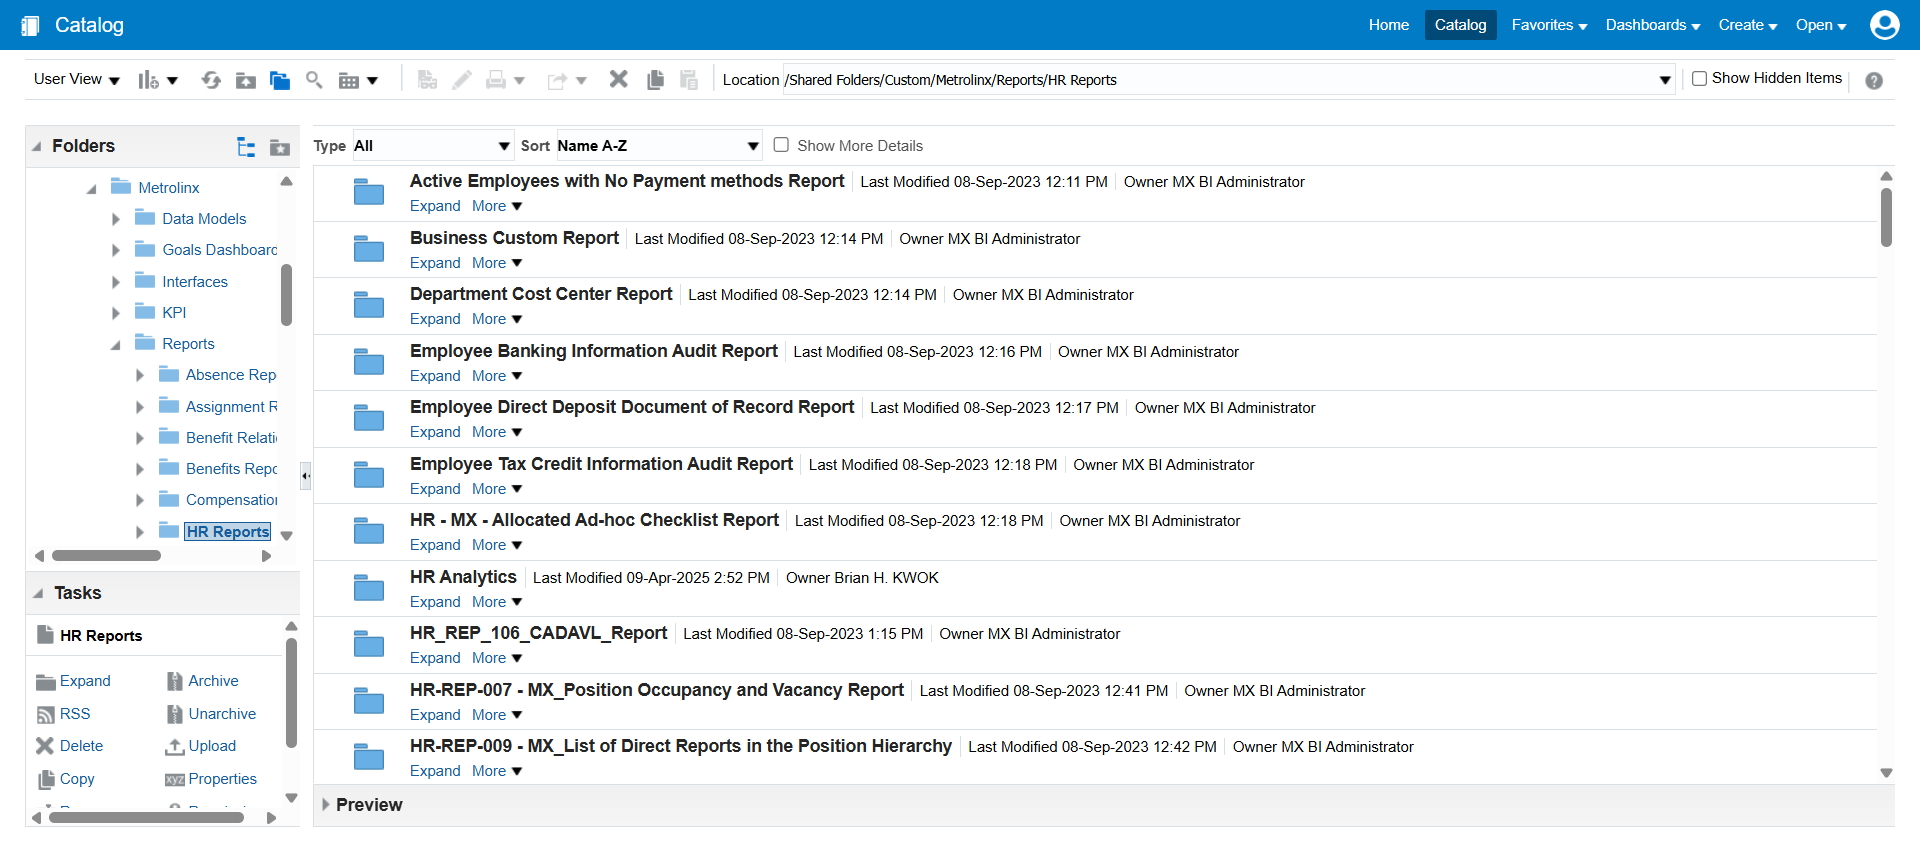 Catalog
Home Catalog Favorites Dashboards Create Open
User View
Location /Shared Folders/Custom/Metrolinx/Reports/HR Reports
Show Hidden Items
Folders
Metrolinx
Data Models
Goals Dashboard
Interfaces
KPI
Reports
Absence Rep
Assignment R
Benefit Relati
Benefits Repo
Compensation
HR Reports
Tasks
HR Reports
Expand Archive
RSS Unarchive
Delete Upload
Copy xyz Properties
Type All Sort Name A-Z Show More Details
Active Employees with No Payment methods Report Last Modified 08-Sep-2023 12:11 PM Owner MX BI Administrator
Expand More
Business Custom Report Last Modified 08-Sep-2023 12:14 PM Owner MX BI Administrator
Expand More
Department Cost Center Report Last Modified 08-Sep-2023 12:14 PM Owner MX BI Administrator
Expand More
Employee Banking Information Audit Report Last Modified 08-Sep-2023 12:16 PM Owner MX BI Administrator
Expand More
Employee Direct Deposit Document of Record Report Last Modified 08-Sep-2023 12:17 PM Owner MX BI Administrator
Expand More
Employee Tax Credit Information Audit Report Last Modified 08-Sep-2023 12:18 PM Owner MX BI Administrator
Expand More
HR - MX - Allocated Ad-hoc Checklist Report Last Modified 08-Sep-2023 12:18 PM Owner MX BI Administrator
Expand More
HR Analytics Last Modified 09-Apr-2025 2:52 PM Owner Brian H. KWOK
Expand More
HR_REP_106_CADAVL_Report Last Modified 08-Sep-2023 1:15 PM Owner MX BI Administrator
Expand More
HR-REP-007 - MX_Position Occupancy and Vacancy Report Last Modified 08-Sep-2023 12:41 PM Owner MX BI Administrator
Expand More
HR-REP-009 - MX_List of Direct Reports in the Position Hierarchy Last Modified 08-Sep-2023 12:42 PM Owner MX BI Administrator
Expand More
Preview